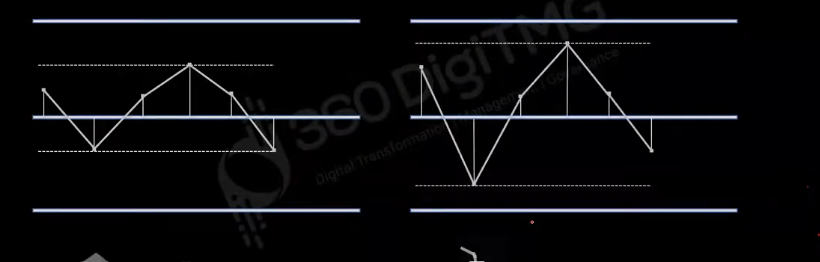 360 DigiTMG
Digital Transformation | Management | Governance